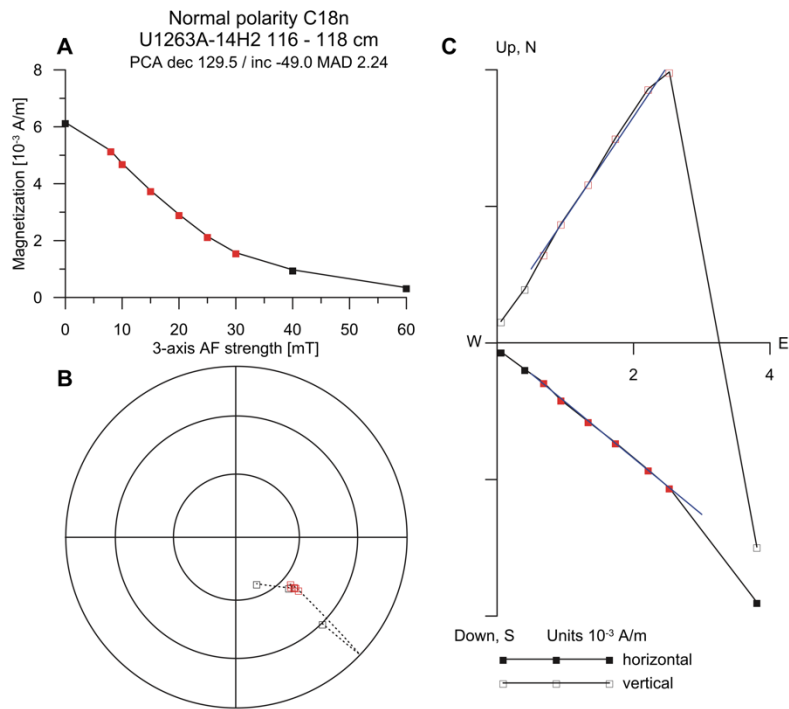 Normal polarity C18n
U1263A-14H2 116 - 118 cm
PCA dec 129.5 / inc -49.0 MAD 2.24
A
Magnetization [10⁻³ A/m]
8
6
4
2
0
0 10 20 30 40 50 60
3-axis AF strength [mT]
B
C
Up, N
W
E
2 4
Down, S Units 10⁻³ A/m
horizontal
vertical